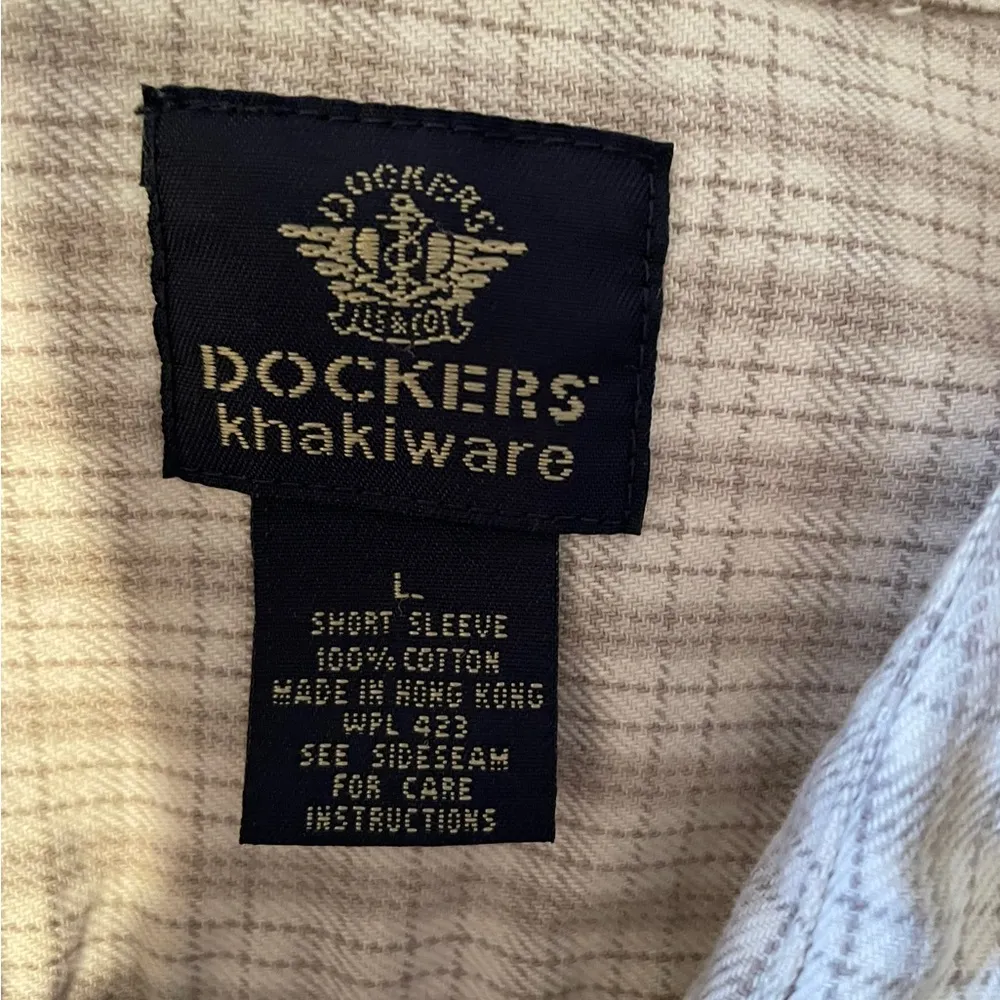 DOCKERS
LS & CO.
DOCKERS
khakiware
L
SHORT SLEEVE
100% COTTON
MADE IN HONG KONG
WPL 423
SEE SIDESEAM
FOR CARE
INSTRUCTIONS